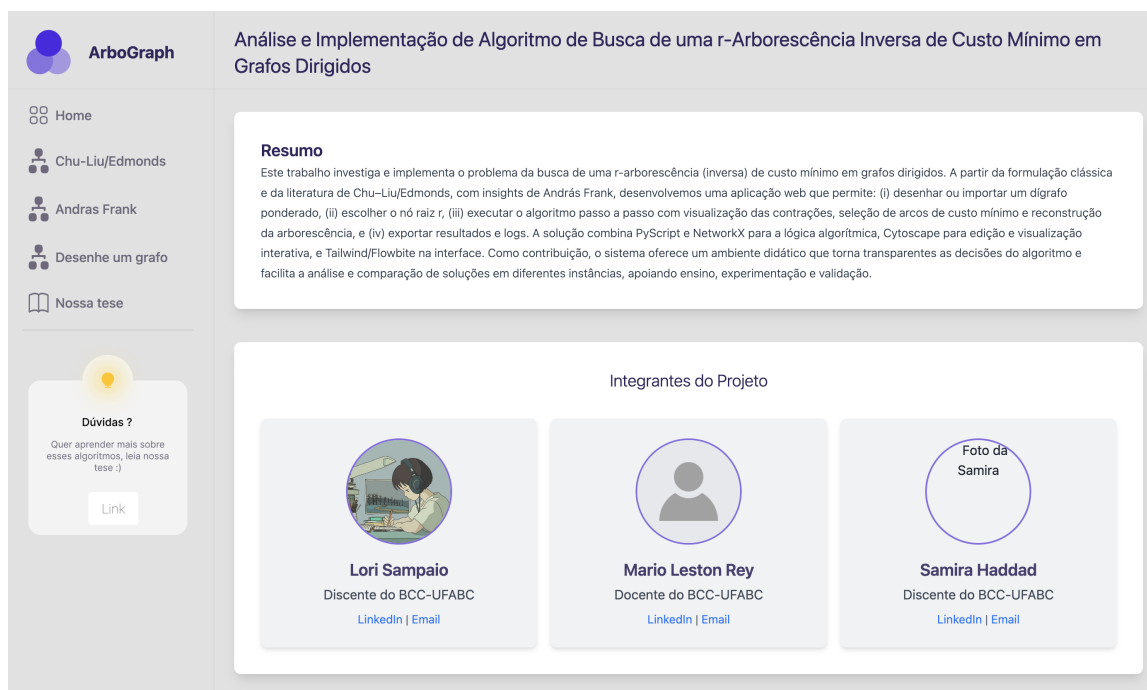 ArboGraph
Home
Chu-Liu/Edmonds
Andras Frank
Desenhe um grafo
Nossa tese
Dúvidas ?
Quer aprender mais sobre
esses algoritmos, leia nossa
tese :)
Link
Análise e Implementação de Algoritmo de Busca de uma r-Arborescência Inversa de Custo Mínimo em
Grafos Dirigidos
Resumo
Este trabalho investiga e implementa o problema da busca de uma r-arborescência (inversa) de custo mínimo em grafos dirigidos. A partir da formulação clássica
e da literatura de Chu–Liu/Edmonds, com insights de András Frank, desenvolvemos uma aplicação web que permite: (i) desenhar ou importar um dígrafo
ponderado, (ii) escolher o nó raiz r, (iii) executar o algoritmo passo a passo com visualização das contrações, seleção de arcos de custo mínimo e reconstrução
da arborescência, e (iv) exportar resultados e logs. A solução combina PyScript e NetworkX para a lógica algorítmica, Cytoscape para edição e visualização
interativa, e Tailwind/Flowbite na interface. Como contribuição, o sistema oferece um ambiente didático que torna transparentes as decisões do algoritmo e
facilita a análise e comparação de soluções em diferentes instâncias, apoiando ensino, experimentação e validação.
Integrantes do Projeto
Lori Sampaio
Discente do BCC-UFABC
LinkedIn | Email
Mario Leston Rey
Docente do BCC-UFABC
LinkedIn | Email
Foto da
Samira
Samira Haddad
Discente do BCC-UFABC
LinkedIn | Email